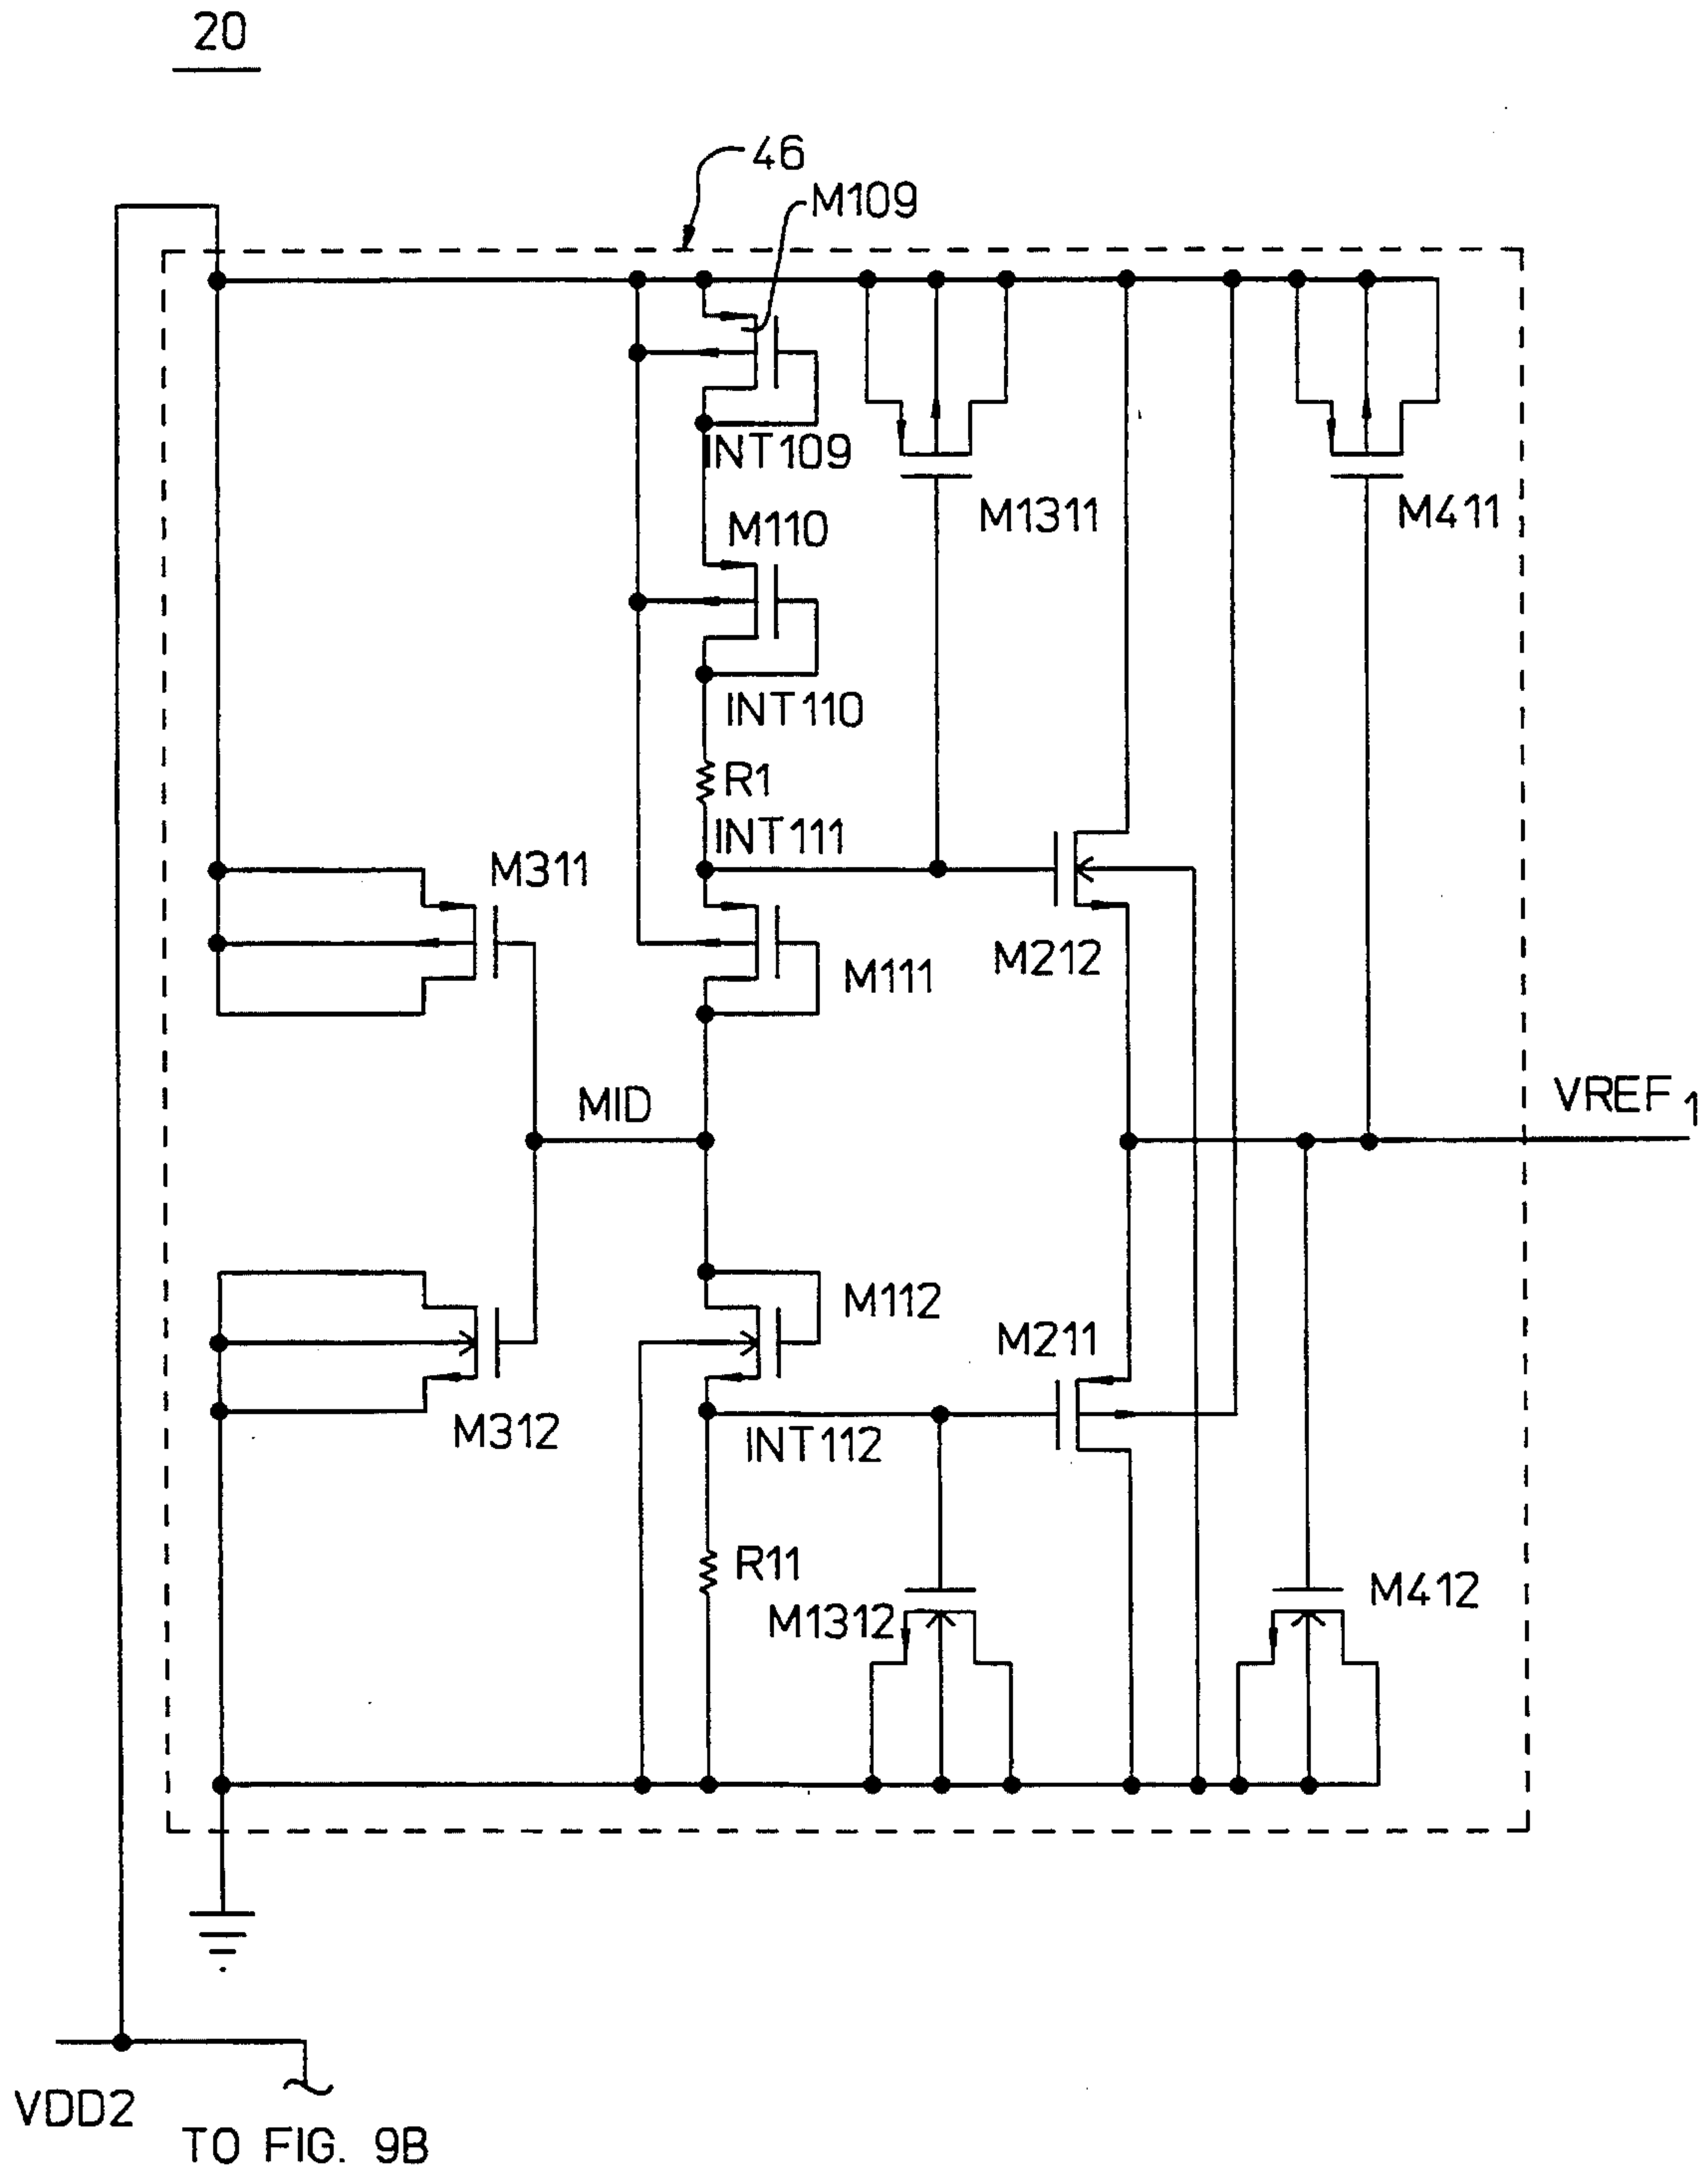 20
46
M109
INT109
M1311
M411
M110
INT110
R1
INT111
M311
M212
M111
MID
VREF1
M112
M211
M312
INT112
R11
M1312
M412
VDD2
TO FIG. 9B